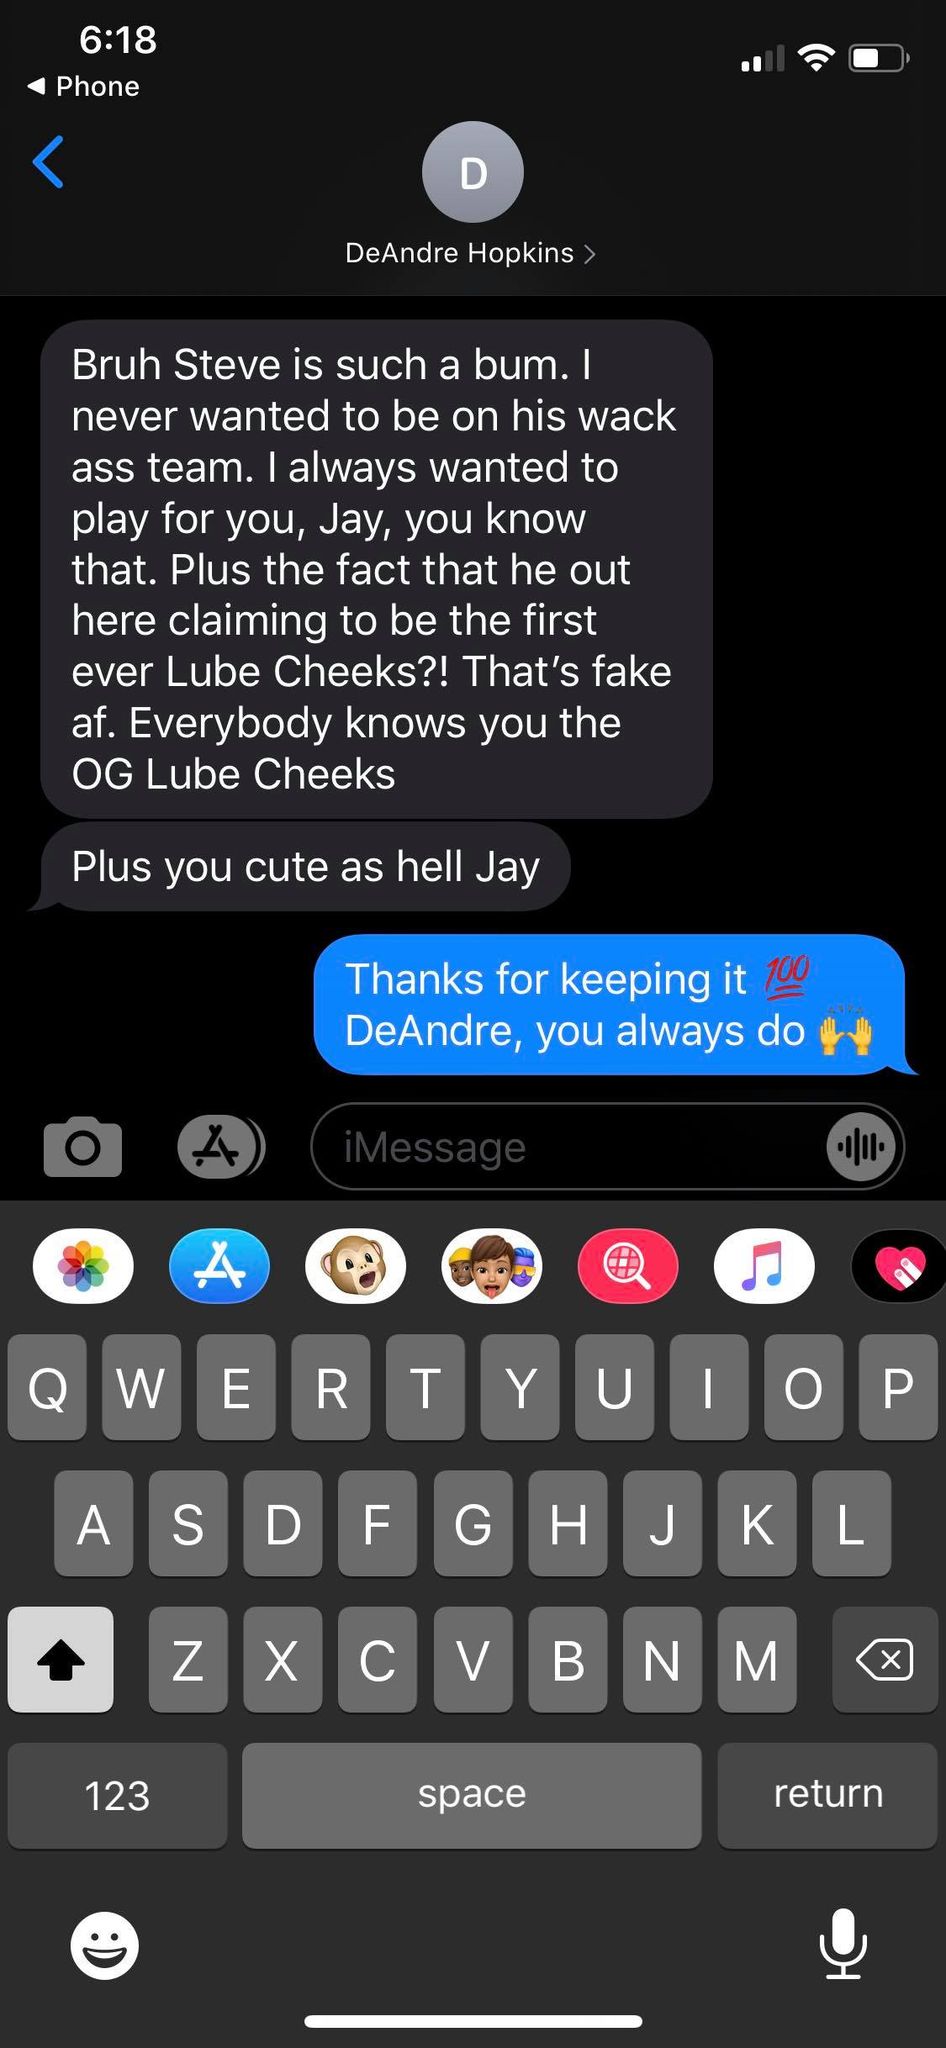 6:18
Phone
D
DeAndre Hopkins
Bruh Steve is such a bum. I
never wanted to be on his wack
ass team. I always wanted to
play for you, Jay, you know
that. Plus the fact that he out
here claiming to be the first
ever Lube Cheeks?! That’s fake
af. Everybody knows you the
OG Lube Cheeks
Plus you cute as hell Jay
Thanks for keeping it 💯
DeAndre, you always do 🙌
iMessage
Q W E R T Y U I O P
A S D F G H J K L
Z X C V B N M
123 space return